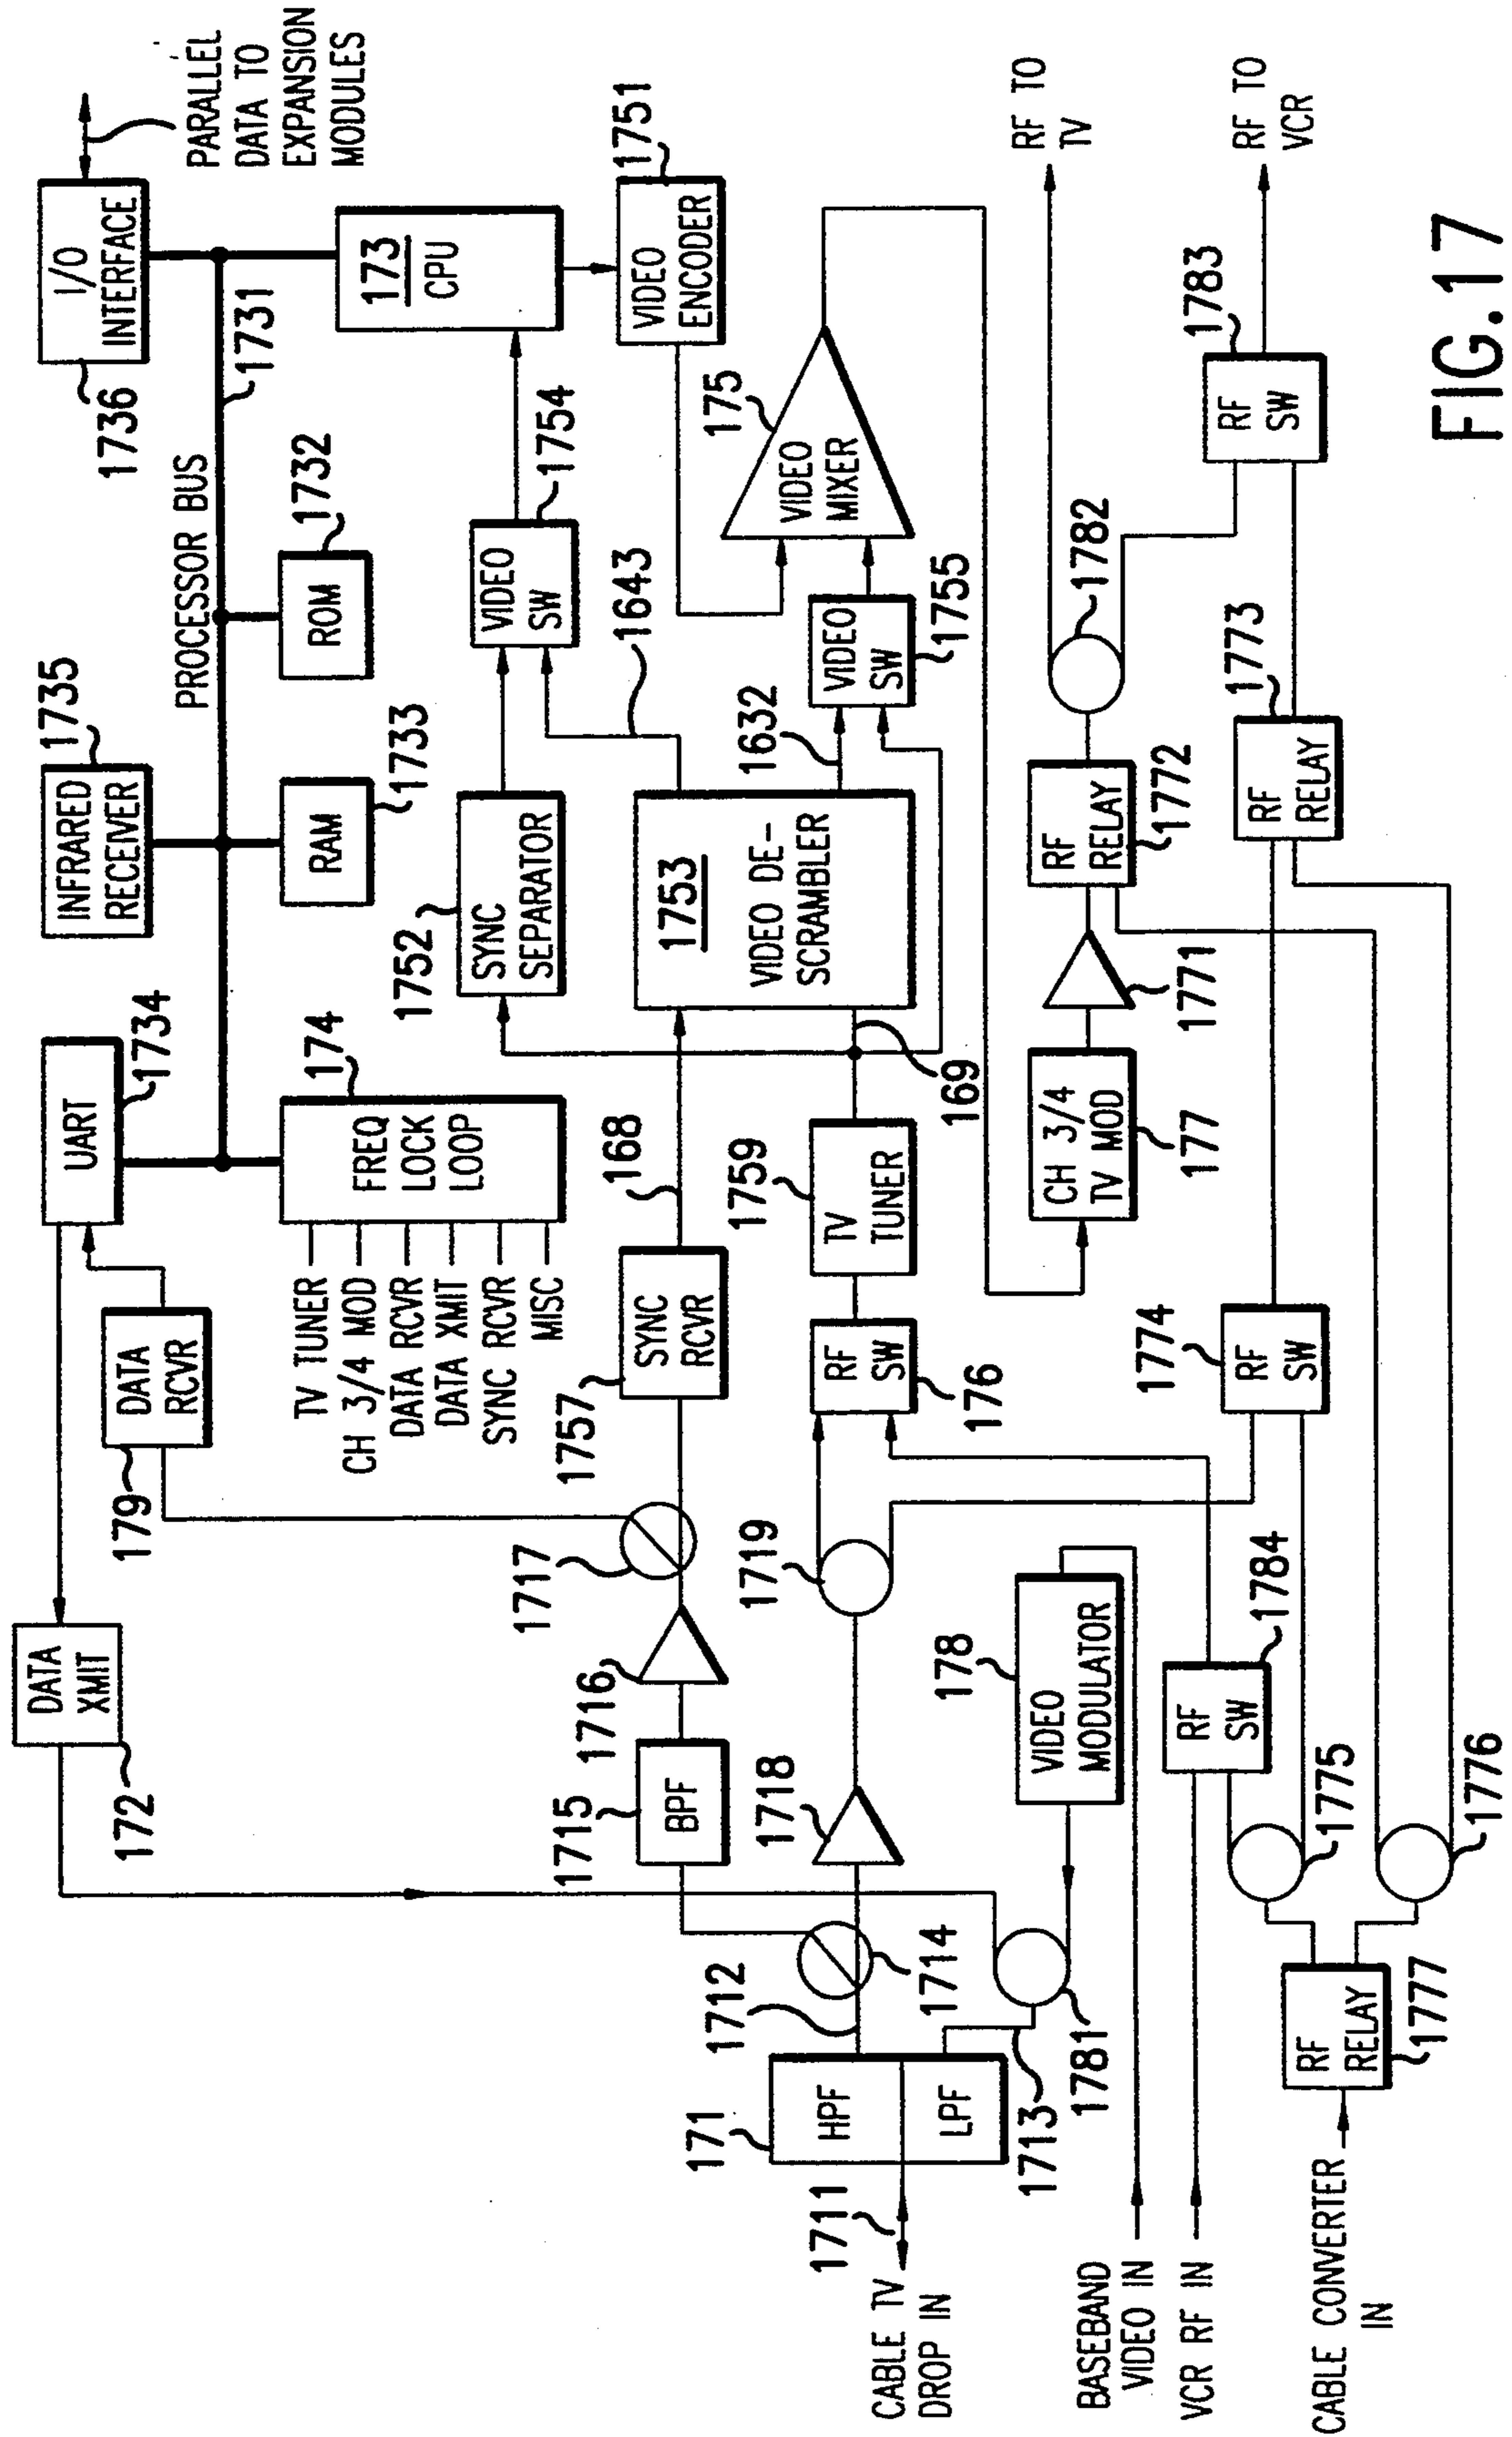 PARALLEL
DATA TO
EXPANSION
MODULES
I/O
INTERFACE
1736
1731
PROCESSOR BUS
173
CPU
VIDEO
ENCODER
1751
INFRARED
RECEIVER
1735
ROM
1732
RAM
1733
UART
1734
FREQ
LOCK
LOOP
174
TV TUNER
CH 3/4 MOD
DATA RCVR
DATA XMIT
SYNC RCVR
MISC
DATA
XMIT
172
DATA
RCVR
179
VIDEO
SW
1754
SYNC
SEPARATOR
1752
1643
1753
VIDEO DE-
SCRAMBLER
1632
VIDEO
SW
1755
VIDEO
MIXER
175
SYNC
RCVR
1757
168
1717
1716
BPF
1715
TV
TUNER
1759
169
RF
SW
176
1719
1718
1714
1712
171
HPF
LPF
1711
1713
CABLE TV
DROP IN
1781
VIDEO
MODULATOR
178
BASEBAND
VIDEO IN
VCR RF IN
CABLE CONVERTER
IN
RF
RELAY
1777
1776
1775
RF
SW
1784
RF
SW
1774
CH 3/4
TV MOD
177
1771
RF
RELAY
1772
RF
RELAY
1773
1782
RF
SW
1783
RF TO
TV
RF TO
VCR
FIG.17